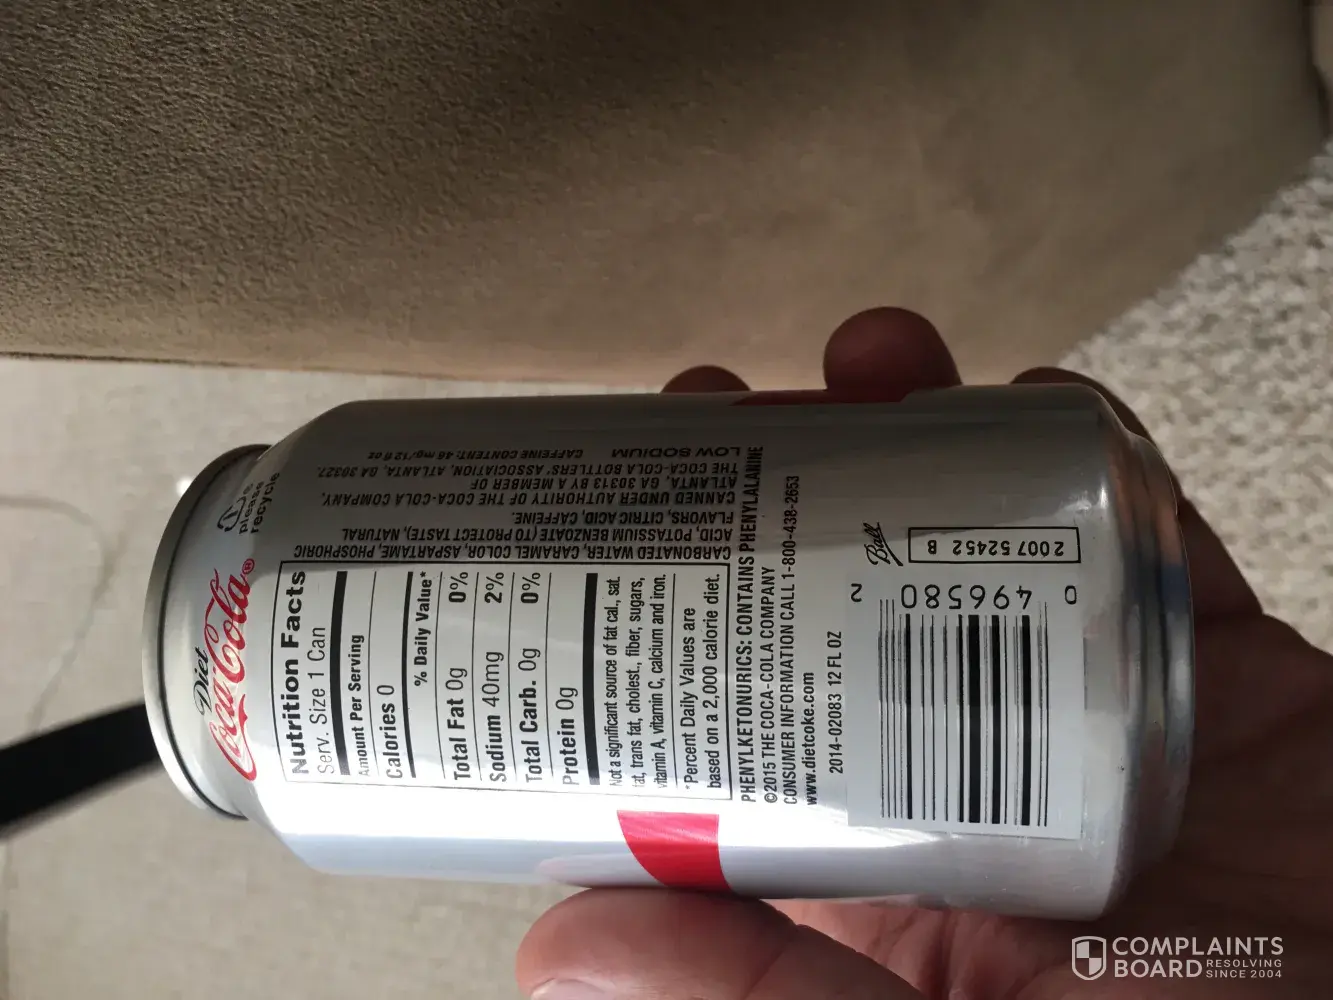 please
recycle
Diet
Coca-Cola®
Nutrition Facts
Serv. Size 1 Can
Amount Per Serving
Calories 0
% Daily Value*
Total Fat 0g 0%
Sodium 40mg 2%
Total Carb. 0g 0%
Protein 0g
Not a significant source of fat cal., sat.
fat, trans fat, cholest., fiber, sugars,
vitamin A, vitamin C, calcium and iron.
*Percent Daily Values are
based on a 2,000 calorie diet.
CARBONATED WATER, CARAMEL COLOR, ASPARTAME, PHOSPHORIC
ACID, POTASSIUM BENZOATE (TO PROTECT TASTE), NATURAL
FLAVORS, CITRIC ACID, CAFFEINE.
CANNED UNDER AUTHORITY OF THE COCA-COLA COMPANY,
ATLANTA, GA 30313 BY A MEMBER OF
THE COCA-COLA BOTTLERS' ASSOCIATION, ATLANTA, GA 30327.
LOW SODIUM CAFFEINE CONTENT: 46 mg/12 fl oz
PHENYLKETONURICS: CONTAINS PHENYLALANINE
©2015 THE COCA-COLA COMPANY
CONSUMER INFORMATION CALL 1-800-438-2653
www.dietcoke.com
2014-02083 12 FL OZ
0 496580 2
2007 52452 B
Ball
COMPLAINTS
BOARD RESOLVING
SINCE 2004